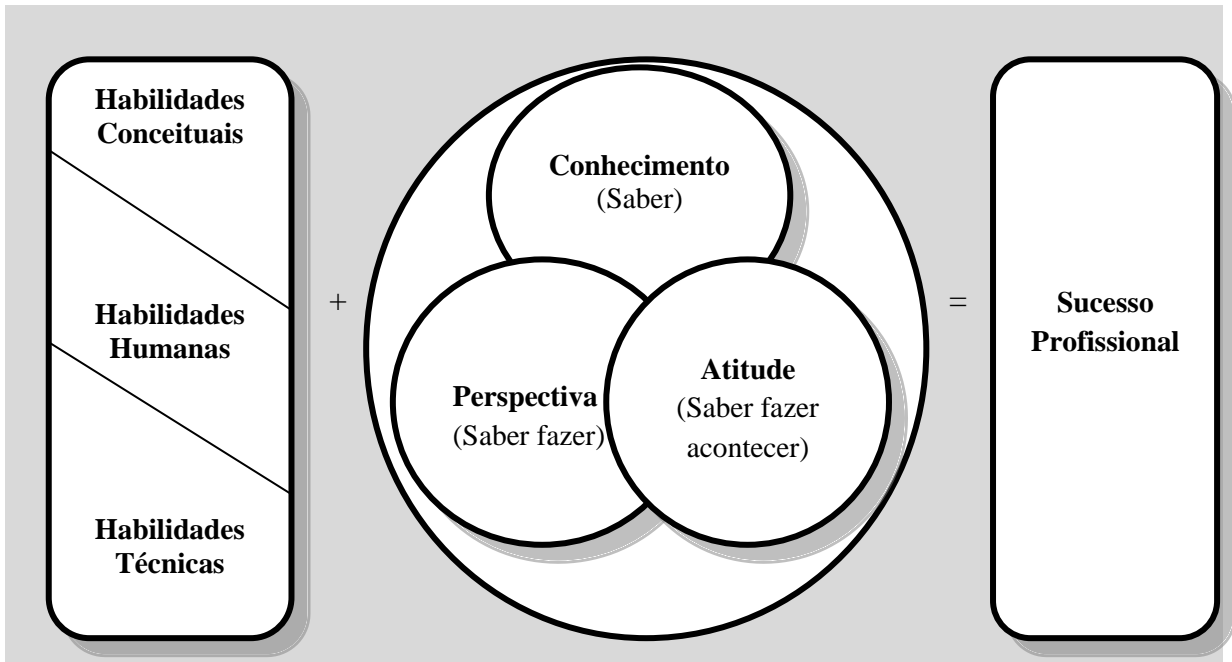 Habilidades
Conceituais
Habilidades
Humanas
Habilidades
Técnicas
+
Conhecimento
(Saber)
Perspectiva
(Saber fazer)
Atitude
(Saber fazer
acontecer)
=
Sucesso
Profissional